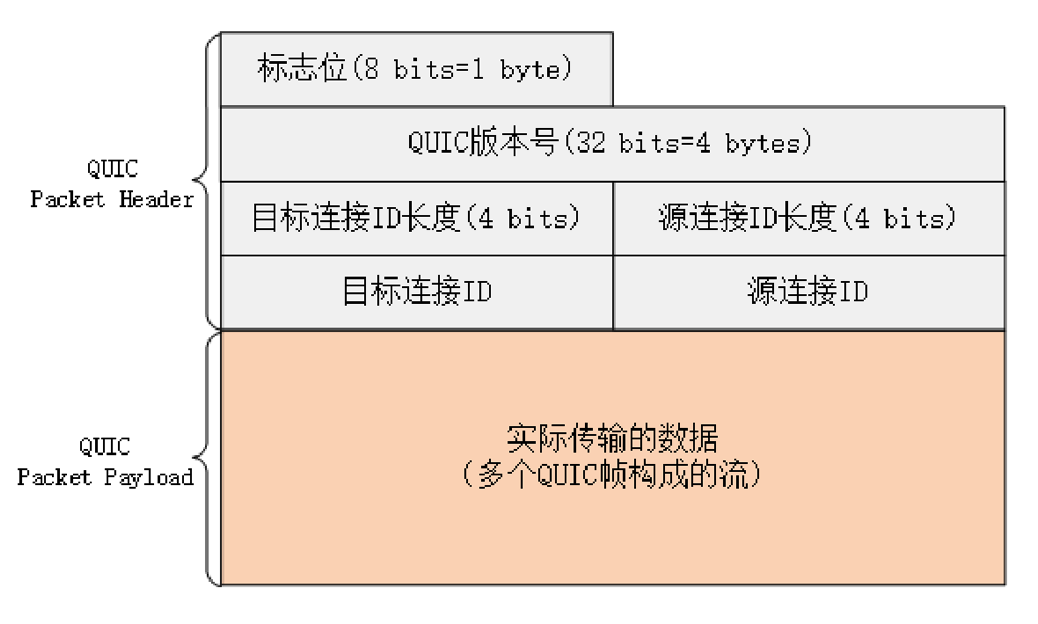 标志位(8 bits=1 byte)
QUIC版本号(32 bits=4 bytes)
QUIC
Packet Header
目标连接ID长度(4 bits)
源连接ID长度(4 bits)
目标连接ID
源连接ID
QUIC
Packet Payload
实际传输的数据
(多个QUIC帧构成的流)